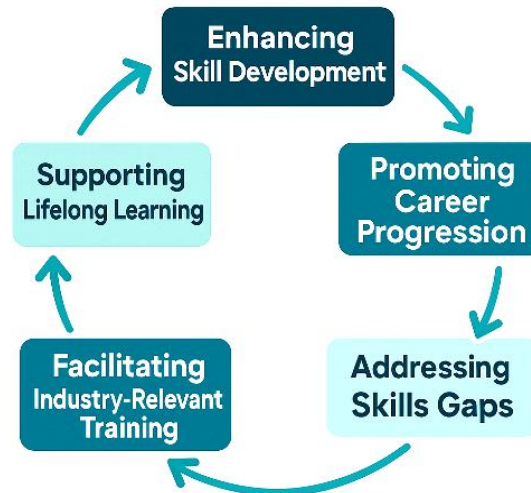 Enhancing
Skill Development
Promoting
Career
Progression
Addressing
Skills Gaps
Facilitating
Industry-Relevant
Training
Supporting
Lifelong Learning